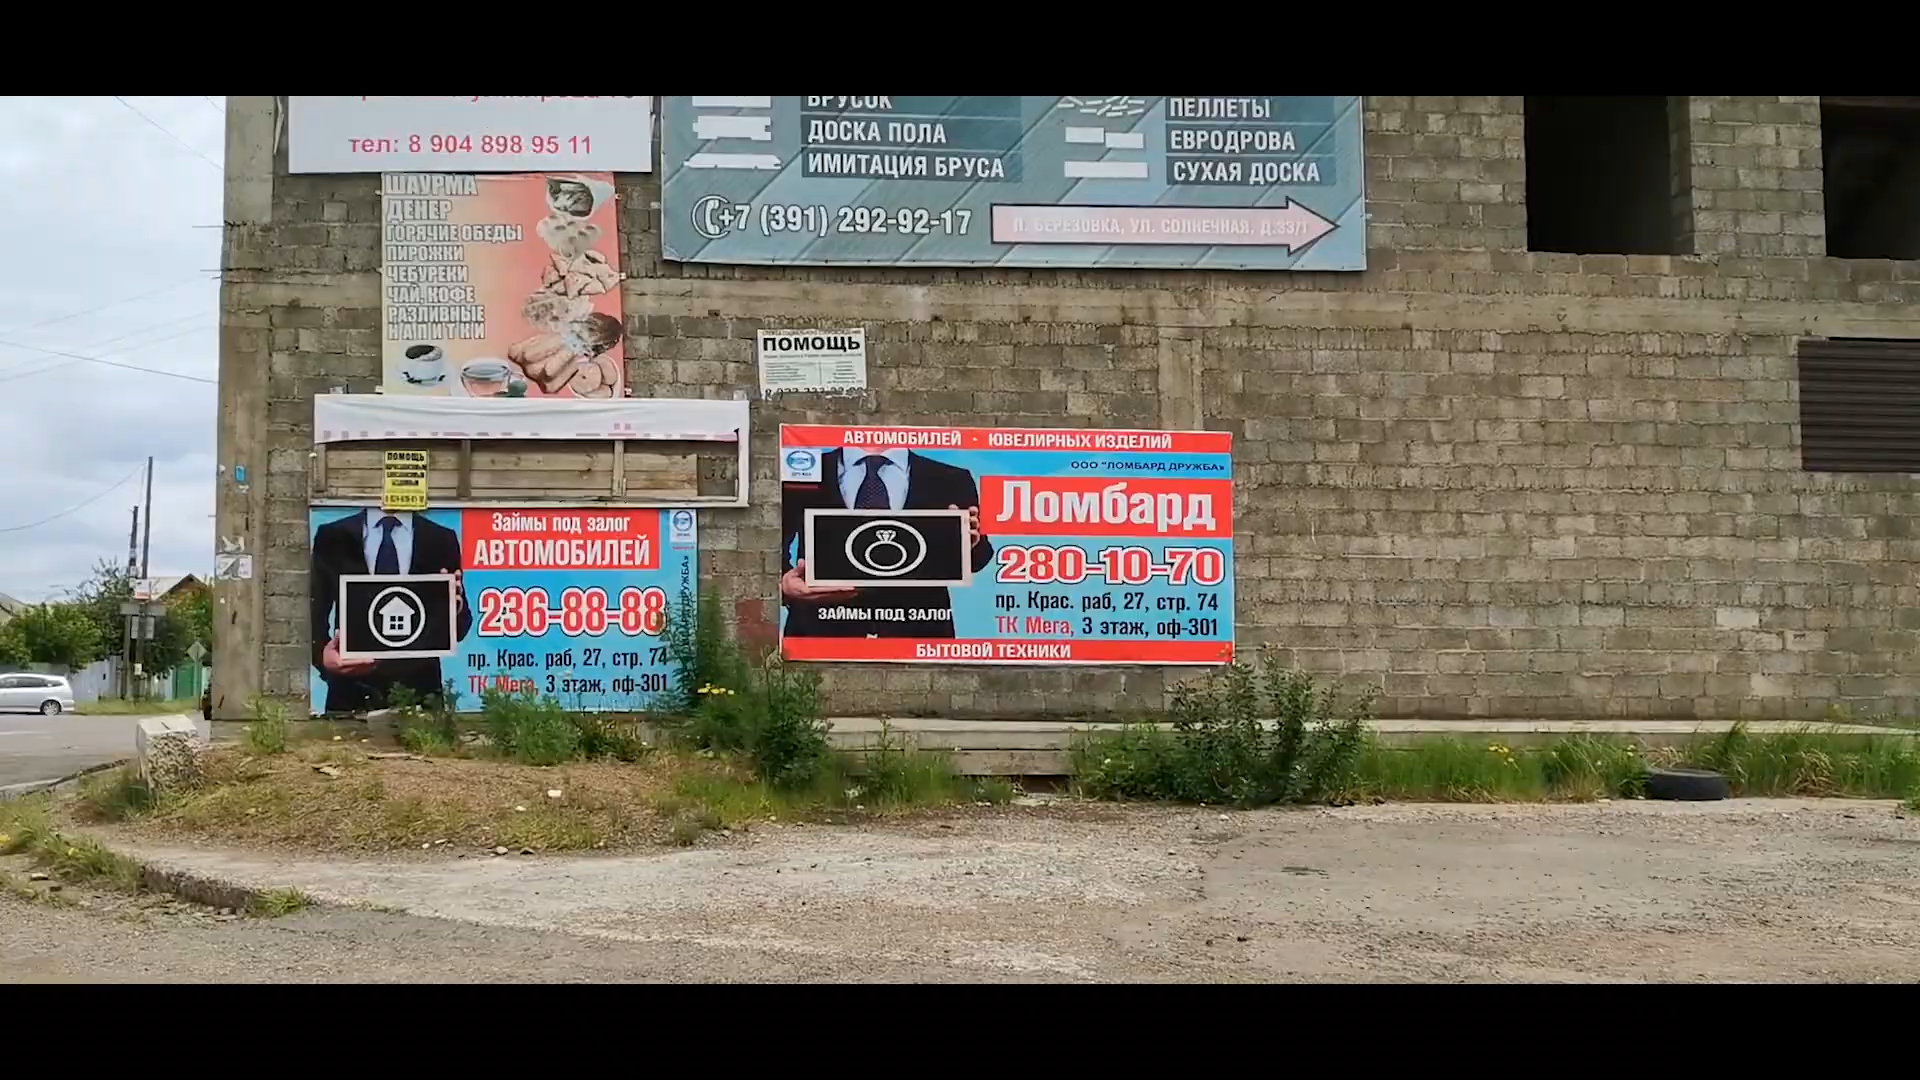 тел: 8 904 898 95 11
БРУСОК
ДОСКА ПОЛА
ИМИТАЦИЯ БРУСА
ПЕЛЛЕТЫ
ЕВРОДРОВА
СУХАЯ ДОСКА
+7 (391) 292-92-17
П. БЕРЕЗОВКА, УЛ. СОЛНЕЧНАЯ, Д.33/1
ШАУРМА
ДЕНЕР
ГОРЯЧИЕ ОБЕДЫ
ПИРОЖКИ
ЧЕБУРЕКИ
ЧАЙ, КОФЕ
РАЗЛИВНЫЕ
НАПИТКИ
ПОМОЩЬ
ПОМОЩЬ
Займы под залог
АВТОМОБИЛЕЙ
236-88-88
пр. Крас. раб, 27, стр. 74
ТК Мега, 3 этаж, оф-301
АВТОМОБИЛЕЙ · ЮВЕЛИРНЫХ ИЗДЕЛИЙ
ООО "ЛОМБАРД ДРУЖБА»
Ломбард
280-10-70
пр. Крас. раб, 27, стр. 74
ТК Мега, 3 этаж, оф-301
ЗАЙМЫ ПОД ЗАЛОГ
БЫТОВОЙ ТЕХНИКИ